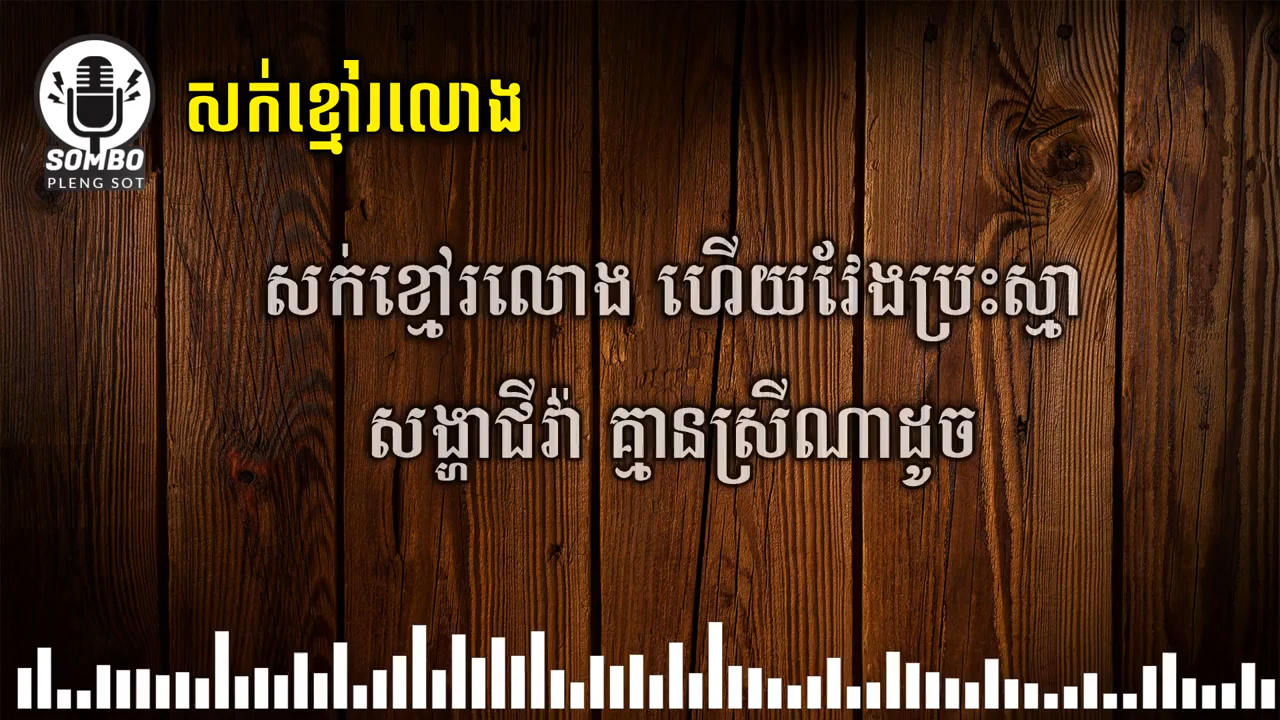 SOMBO
PLENG SOT
សក់ខ្មៅរលោង
សក់ខ្មៅរលោង ហើយវែងប្រះស្មា
សង្ហាជីវ៉ា គ្មានស្រីណាដូច